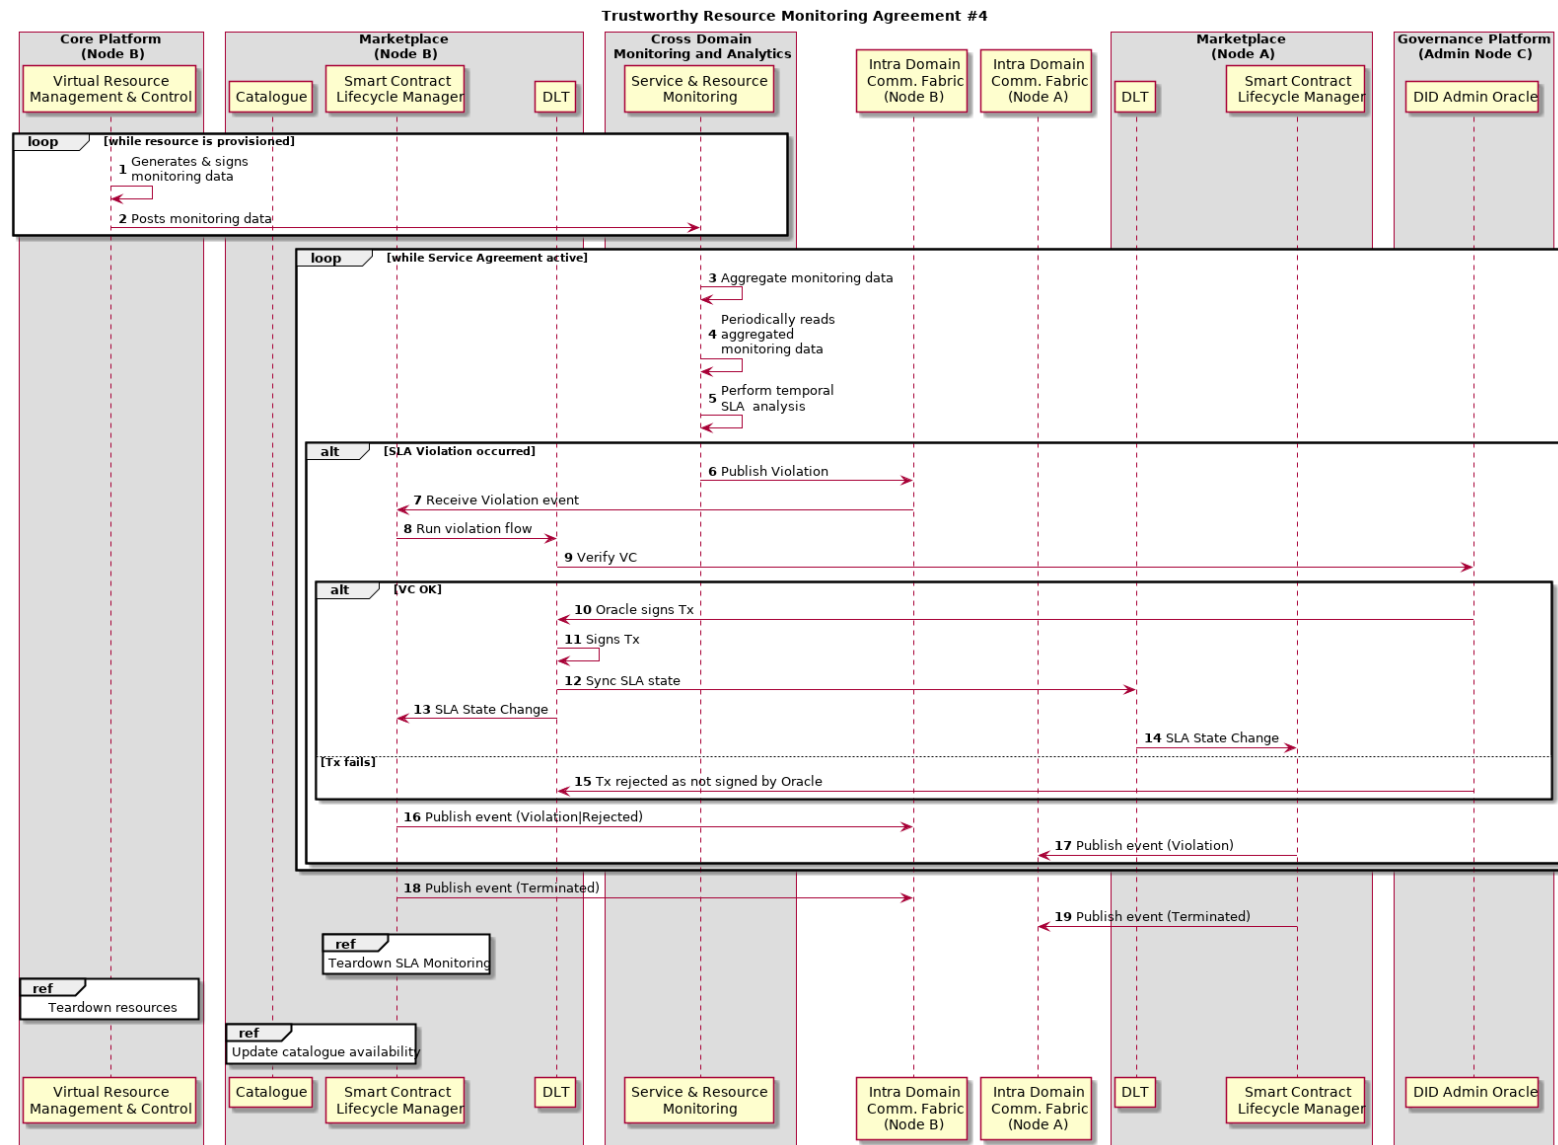 Trustworthy Resource Monitoring Agreement #4
Core Platform
(Node B)
Marketplace
(Node B)
Cross Domain
Monitoring and Analytics
Marketplace
(Node A)
Governance Platform
(Admin Node C)
Virtual Resource
Management & Control
Catalogue
Smart Contract
Lifecycle Manager
DLT
Service & Resource
Monitoring
Intra Domain
Comm. Fabric
(Node B)
Intra Domain
Comm. Fabric
(Node A)
DLT
Smart Contract
Lifecycle Manager
DID Admin Oracle
loop [while resource is provisioned]
1 Generates & signs
monitoring data
2 Posts monitoring data
loop [while Service Agreement active]
3 Aggregate monitoring data
Periodically reads
4 aggregated
monitoring data
5 Perform temporal
SLA  analysis
alt [SLA Violation occurred]
6 Publish Violation
7 Receive Violation event
8 Run violation flow
9 Verify VC
alt [VC OK]
10 Oracle signs Tx
11 Signs Tx
12 Sync SLA state
13 SLA State Change
14 SLA State Change
[Tx fails]
15 Tx rejected as not signed by Oracle
16 Publish event (Violation|Rejected)
17 Publish event (Violation)
18 Publish event (Terminated)
19 Publish event (Terminated)
ref
Teardown SLA Monitoring
ref
Teardown resources
ref
Update catalogue availability
Virtual Resource
Management & Control
Catalogue
Smart Contract
Lifecycle Manager
DLT
Service & Resource
Monitoring
Intra Domain
Comm. Fabric
(Node B)
Intra Domain
Comm. Fabric
(Node A)
DLT
Smart Contract
Lifecycle Manager
DID Admin Oracle